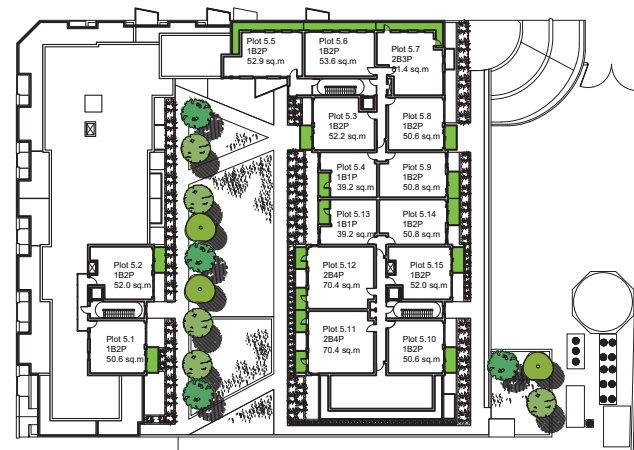 Plot 5.5
1B2P
52.9 sq.m
Plot 5.6
1B2P
53.6 sq.m
Plot 5.7
2B3P
61.4 sq.m
Plot 5.3
1B2P
52.2 sq.m
Plot 5.8
1B2P
50.6 sq.m
Plot 5.4
1B1P
39.2 sq.m
Plot 5.9
1B2P
50.8 sq.m
Plot 5.13
1B1P
39.2 sq.m
Plot 5.14
1B2P
50.8 sq.m
Plot 5.2
1B2P
52.0 sq.m
Plot 5.12
2B4P
70.4 sq.m
Plot 5.15
1B2P
52.0 sq.m
Plot 5.1
1B2P
50.6 sq.m
Plot 5.11
2B4P
70.4 sq.m
Plot 5.10
1B2P
50.6 sq.m